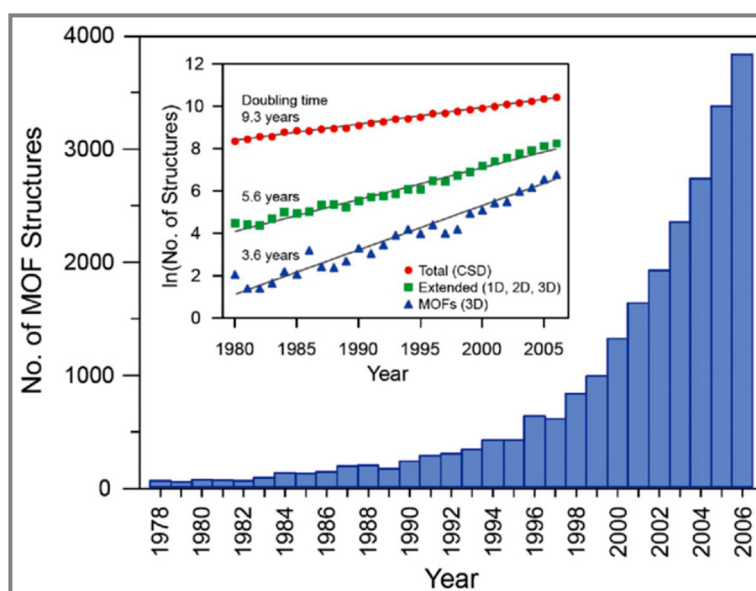 No. of MOF Structures
4000
3000
2000
1000
0
1978
1980
1982
1984
1986
1988
1990
1992
1994
1996
1998
2000
2002
2004
2006
Year
ln(No. of Structures)
12
10
8
6
4
2
0
Doubling time
9.3 years
5.6 years
3.6 years
Total (CSD)
Extended (1D, 2D, 3D)
MOFs (3D)
1980 1985 1990 1995 2000 2005
Year